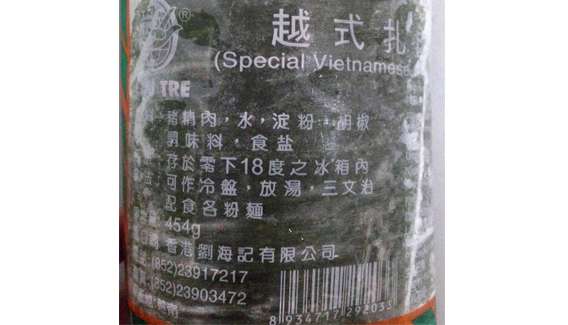 越式扎
(Special Vietnamese
TRE
豬精肉,水,淀粉,胡椒
調味料,食盐
存於零下18度之冰箱內
可作冷盤,放湯,三文治
配食各粉麵
454g
香港劉海記有限公司
(852)23917217
(852)23903472
8 934717 292033